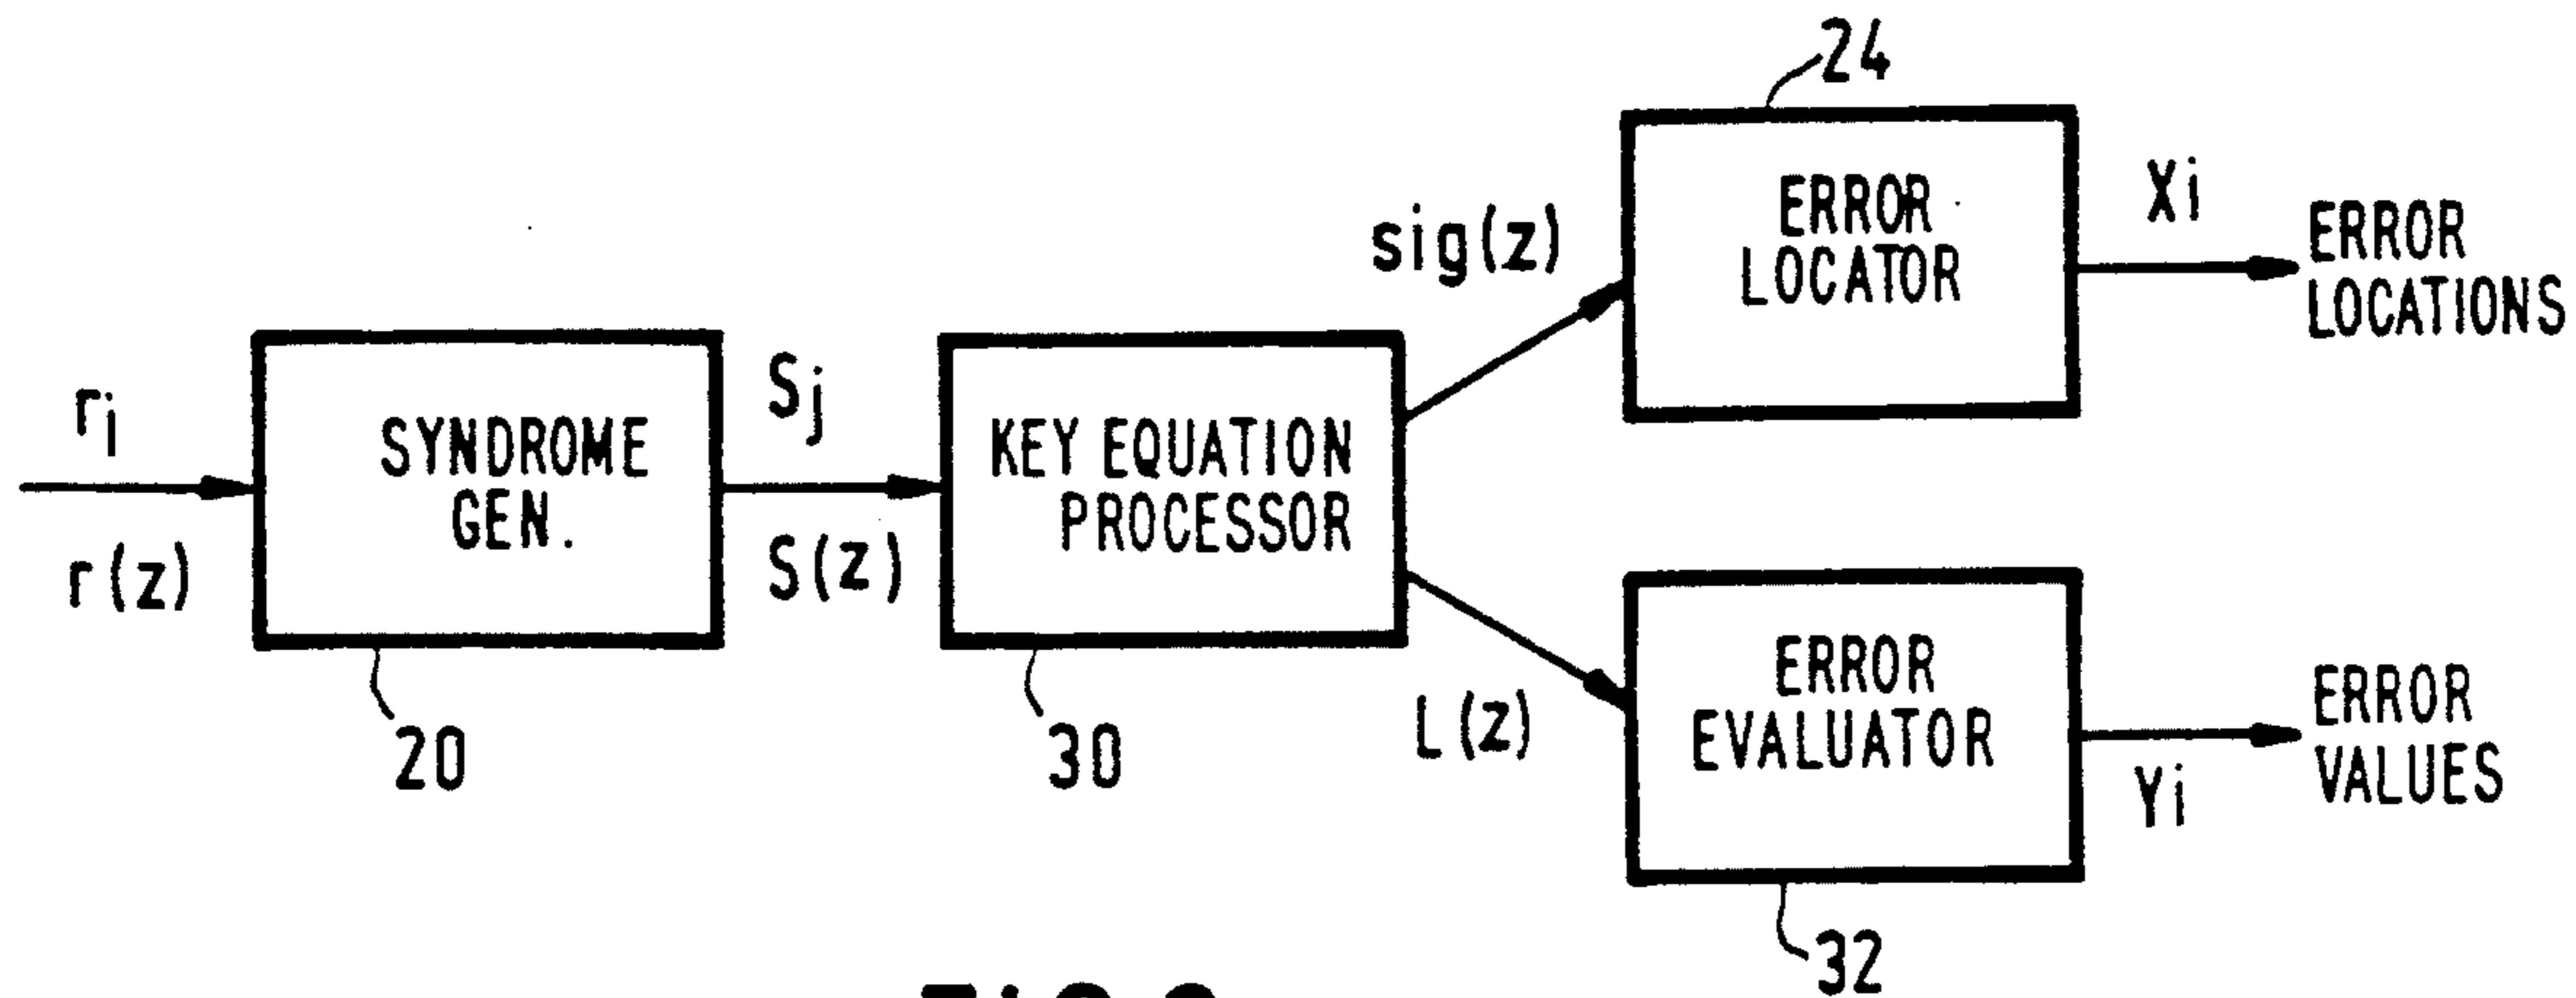 24
ERROR
LOCATOR
Xi
ERROR
LOCATIONS
sig(z)
ri
r(z)
SYNDROME
GEN.
20
Sj
S(z)
KEY EQUATION
PROCESSOR
30
L(z)
ERROR
EVALUATOR
32
Yi
ERROR
VALUES